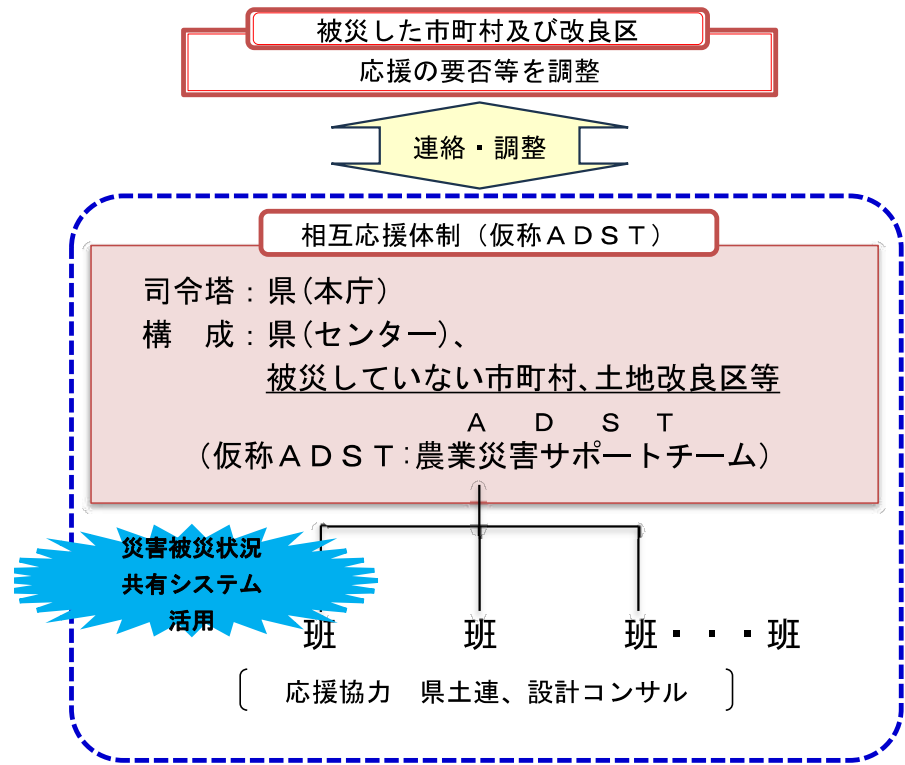 被災した市町村及び改良区
応援の要否等を調整
連絡・調整
相互応援体制（仮称ＡＤＳＴ）
司令塔：県(本庁)
構　成：県(センター)、
被災していない市町村、土地改良区等
Ａ　Ｄ　Ｓ　Ｔ
（仮称ＡＤＳＴ：農業災害サポートチーム）
災害被災状況
共有システム
活用
班　班　班・・・班
〔　応援協力　県土連、設計コンサル　〕